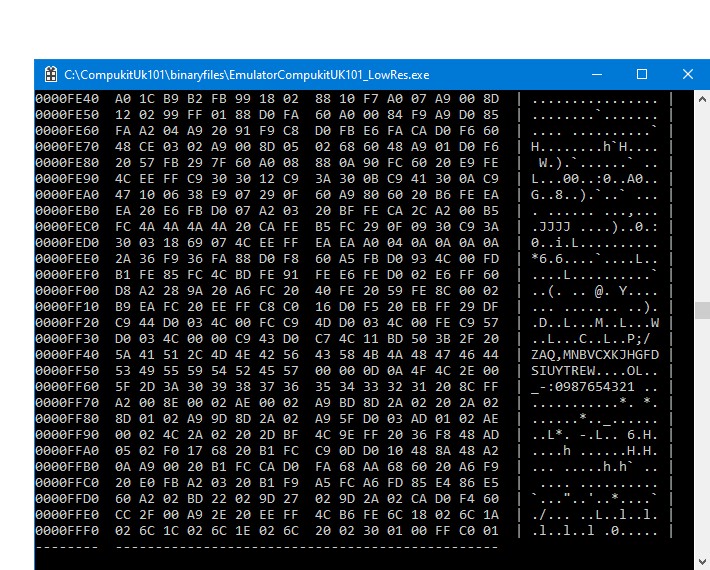 C:\CompukitUk101\binaryfiles\EmulatorCompukitUK101_LowRes.exe
0000FE40 A0 1C B9 B2 FB 99 18 02 88 10 F7 A0 07 A9 00 8D | ................ |
0000FE50 12 02 99 FF 01 88 D0 FA 60 A0 00 84 F9 A9 D0 85 | ........`....... |
0000FE60 FA A2 04 A9 20 91 F9 C8 D0 FB E6 FA CA D0 F6 60 | .... ..........` |
0000FE70 48 CE 03 02 A9 00 8D 05 02 68 60 48 A9 01 D0 F6 | H........h`H.... |
0000FE80 20 57 FB 29 7F 60 A0 08 88 0A 90 FC 60 20 E9 FE | W.).`......` .. |
0000FE90 4C EE FF C9 30 30 12 C9 3A 30 0B C9 41 30 0A C9 | L...00..:0..A0.. |
0000FEA0 47 10 06 38 E9 07 29 0F 60 A9 80 60 20 B6 FE EA | G..8..).`..` ... |
0000FEB0 EA 20 E6 FB D0 07 A2 03 20 BF FE CA 2C A2 00 B5 | . ...... ...,... |
0000FEC0 FC 4A 4A 4A 4A 20 CA FE B5 FC 29 0F 09 30 C9 3A | .JJJJ ....)..0.: |
0000FED0 30 03 18 69 07 4C EE FF EA EA A0 04 0A 0A 0A 0A | 0..i.L.......... |
0000FEE0 2A 36 F9 36 FA 88 D0 F8 60 A5 FB D0 93 4C 00 FD | *6.6....`....L.. |
0000FEF0 B1 FE 85 FC 4C BD FE 91 FE E6 FE D0 02 E6 FF 60 | ....L..........` |
0000FF00 D8 A2 28 9A 20 A6 FC 20 40 FE 20 59 FE 8C 00 02 | ..(. .. @. Y.... |
0000FF10 B9 EA FC 20 EE FF C8 C0 16 D0 F5 20 EB FF 29 DF | ... ....... ..). |
0000FF20 C9 44 D0 03 4C 00 FC C9 4D D0 03 4C 00 FE C9 57 | .D..L...M..L...W |
0000FF30 D0 03 4C 00 00 C9 43 D0 C7 4C 11 BD 50 3B 2F 20 | ..L...C..L..P;/ |
0000FF40 5A 41 51 2C 4D 4E 42 56 43 58 4B 4A 48 47 46 44 | ZAQ,MNBVCXKJHGFD |
0000FF50 53 49 55 59 54 52 45 57 00 00 0D 0A 4F 4C 2E 00 | SIUYTREW....OL.. |
0000FF60 5F 2D 3A 30 39 38 37 36 35 34 33 32 31 20 8C FF | _-:0987654321 .. |
0000FF70 A2 00 8E 00 02 AE 00 02 A9 BD 8D 2A 02 20 2A 02 | ...........*. *. |
0000FF80 8D 01 02 A9 9D 8D 2A 02 A9 5F D0 03 AD 01 02 AE | ......*.._...... |
0000FF90 00 02 4C 2A 02 20 2D BF 4C 9E FF 20 36 F8 48 AD | ..L*. -.L.. 6.H. |
0000FFA0 05 02 F0 17 68 20 B1 FC C9 0D D0 10 48 8A 48 A2 | ....h ......H.H. |
0000FFB0 0A A9 00 20 B1 FC CA D0 FA 68 AA 68 60 20 A6 F9 | ... .....h.h` .. |
0000FFC0 20 E0 FB A2 03 20 B1 F9 A5 FC A6 FD 85 E4 86 E5 | .... .......... |
0000FFD0 60 A2 02 BD 22 02 9D 27 02 9D 2A 02 CA D0 F4 60 | `..."..'..*....` |
0000FFE0 CC 2F 00 A9 2E 20 EE FF 4C B6 FE 6C 18 02 6C 1A | ./... ..L..l..l. |
0000FFF0 02 6C 1C 02 6C 1E 02 6C 20 02 30 01 00 FF C0 01 | .l..l..l .0..... |
-------- ------------------------------------------------